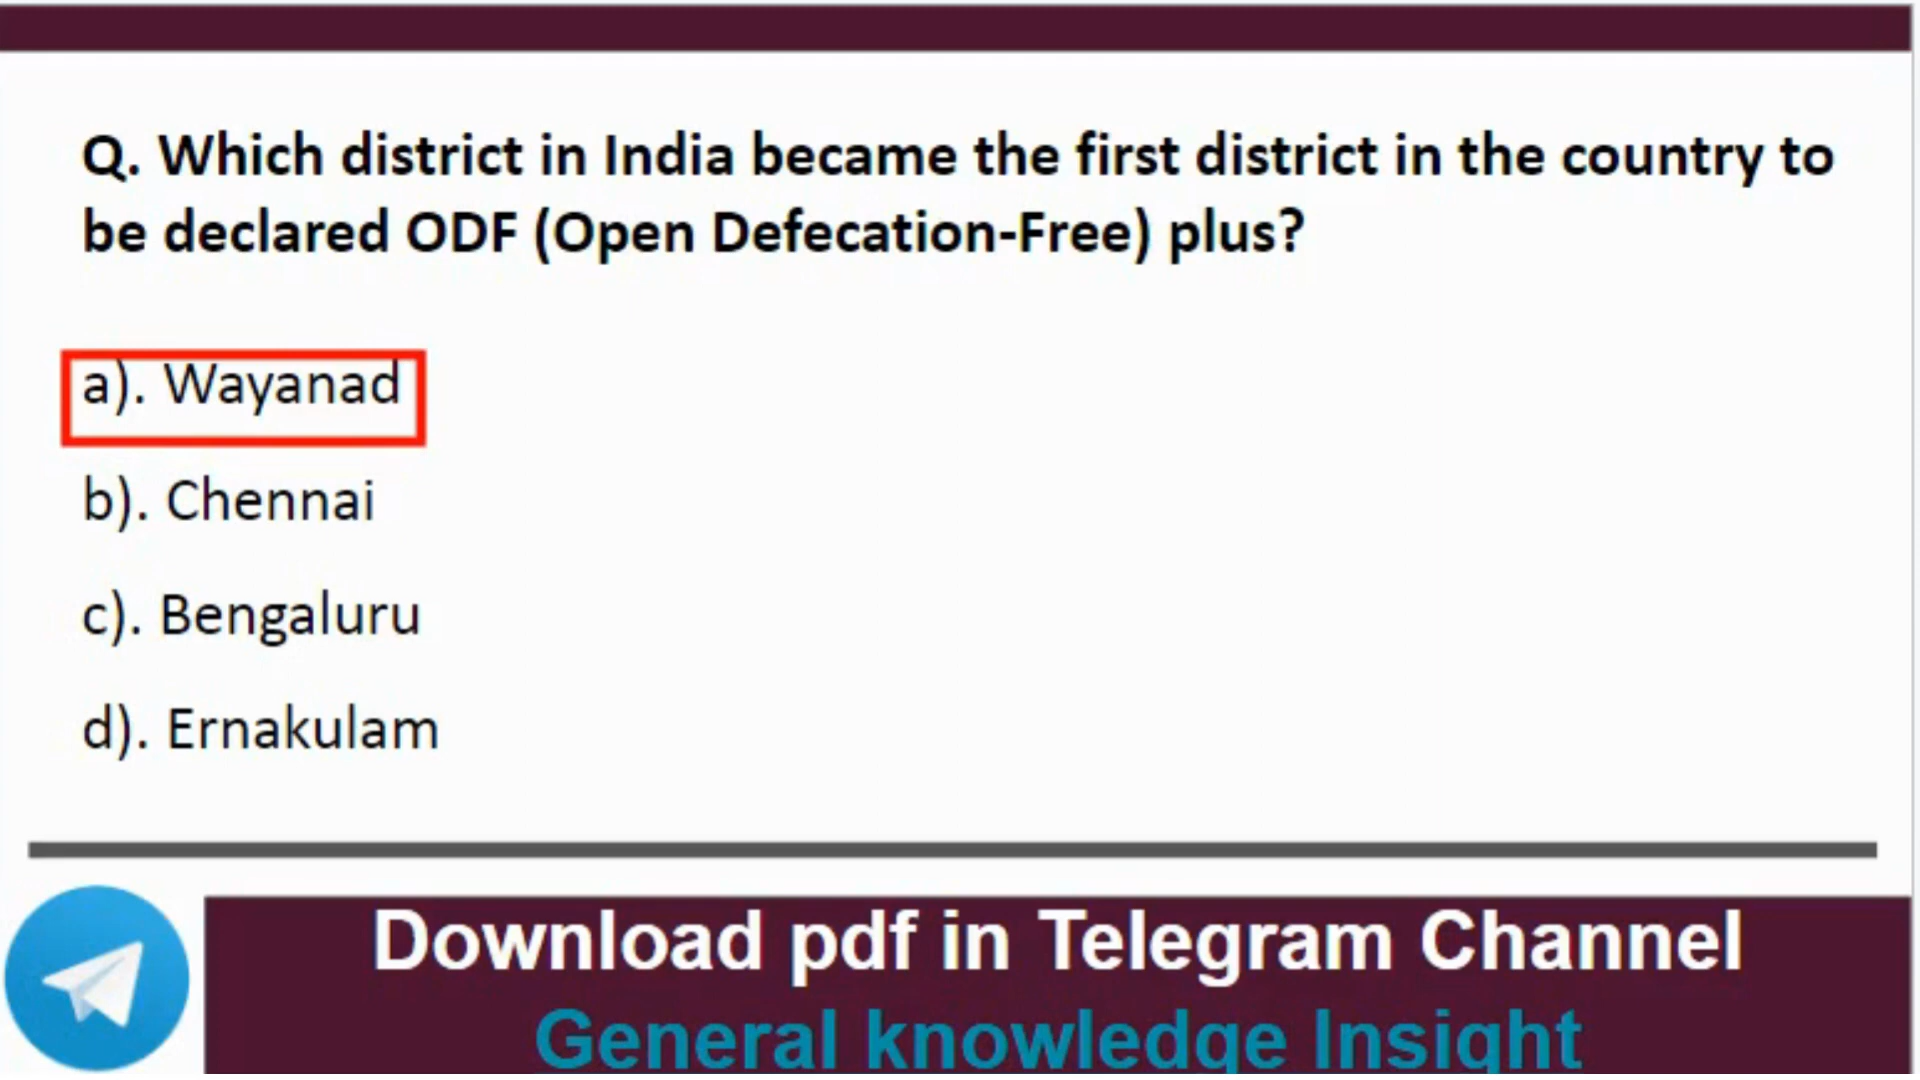 Q. Which district in India became the first district in the country to
be declared ODF (Open Defecation-Free) plus?
a). Wayanad
b). Chennai
c). Bengaluru
d). Ernakulam
Download pdf in Telegram Channel
General knowledge Insight